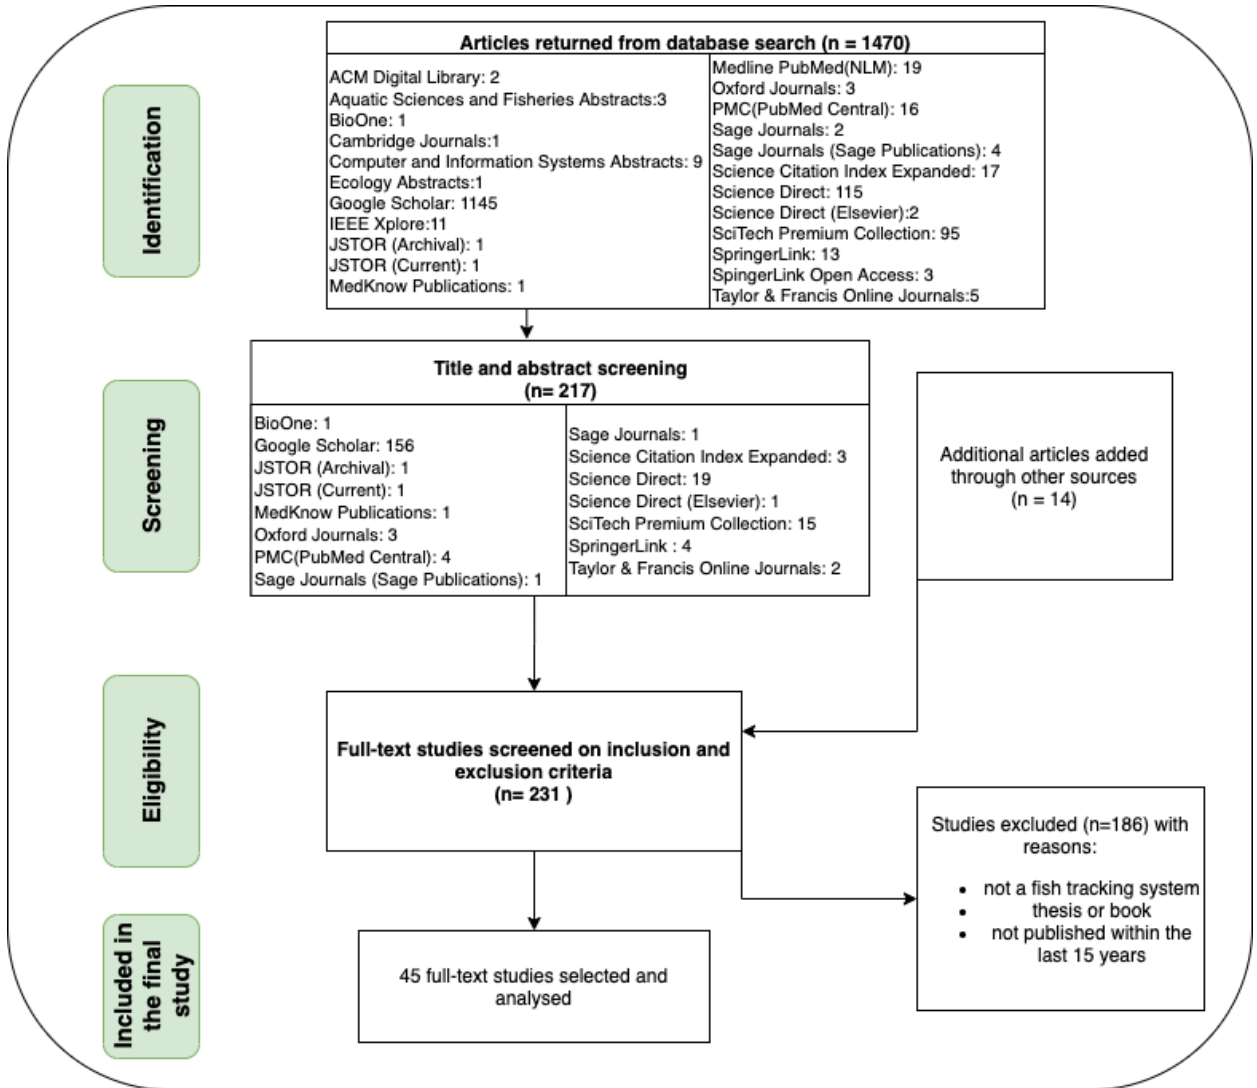 Articles returned from database search (n = 1470)
ACM Digital Library: 2
Aquatic Sciences and Fisheries Abstracts:3
BioOne: 1
Cambridge Journals:1
Computer and Information Systems Abstracts: 9
Ecology Abstracts:1
Google Scholar: 1145
IEEE Xplore:11
JSTOR (Archival): 1
JSTOR (Current): 1
MedKnow Publications: 1
Medline PubMed(NLM): 19
Oxford Journals: 3
PMC(PubMed Central): 16
Sage Journals: 2
Sage Journals (Sage Publications): 4
Science Citation Index Expanded: 17
Science Direct: 115
Science Direct (Elsevier):2
SciTech Premium Collection: 95
SpringerLink: 13
SpingerLink Open Access: 3
Taylor & Francis Online Journals:5
Identification
Title and abstract screening
(n= 217)
BioOne: 1
Google Scholar: 156
JSTOR (Archival): 1
JSTOR (Current): 1
MedKnow Publications: 1
Oxford Journals: 3
PMC(PubMed Central): 4
Sage Journals (Sage Publications): 1
Sage Journals: 1
Science Citation Index Expanded: 3
Science Direct: 19
Science Direct (Elsevier): 1
SciTech Premium Collection: 15
SpringerLink : 4
Taylor & Francis Online Journals: 2
Screening
Additional articles added
through other sources
(n = 14)
Eligibility
Full-text studies screened on inclusion and
exclusion criteria
(n= 231 )
Studies excluded (n=186) with
reasons:
• not a fish tracking system
• thesis or book
• not published within the
last 15 years
Included in
the final
study
45 full-text studies selected and
analysed